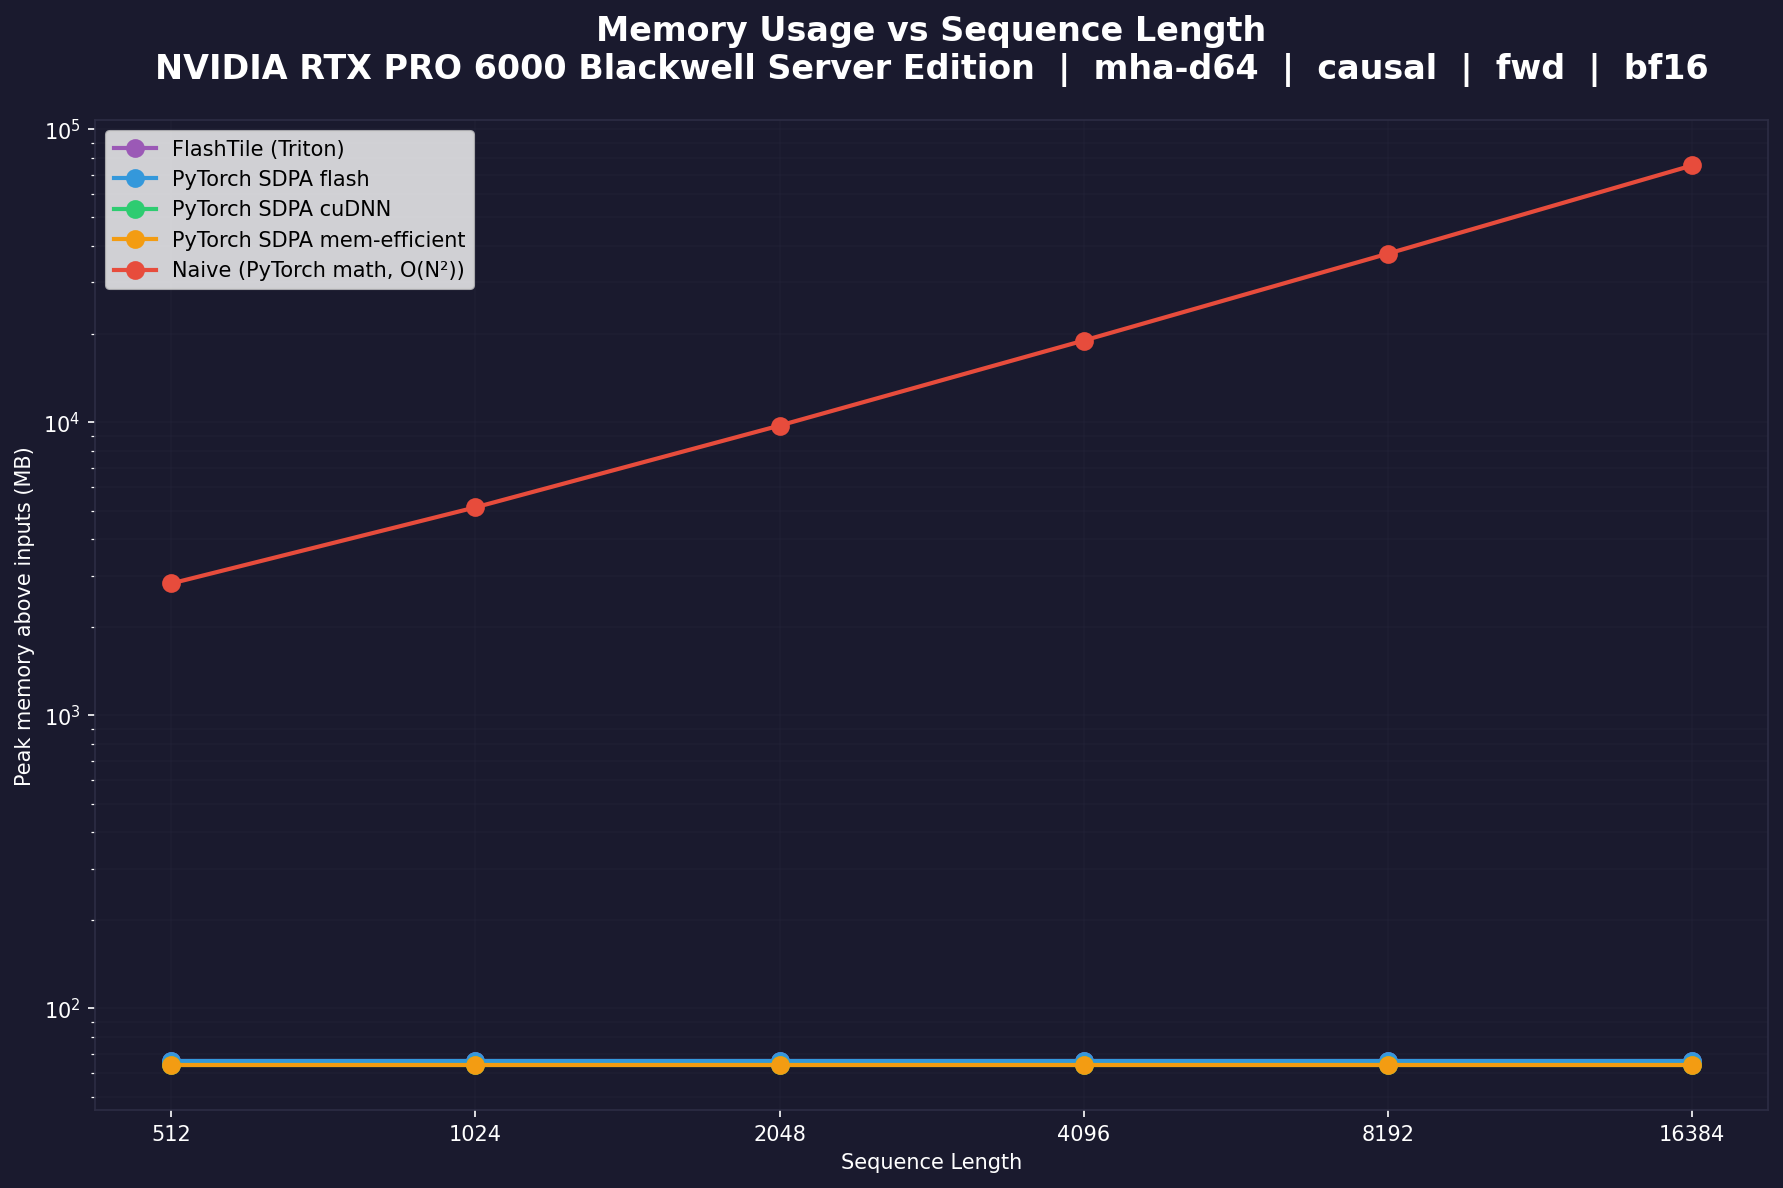 Memory Usage vs Sequence Length
NVIDIA RTX PRO 6000 Blackwell Server Edition | mha-d64 | causal | fwd | bf16
FlashTile (Triton)
PyTorch SDPA flash
PyTorch SDPA cuDNN
PyTorch SDPA mem-efficient
Naive (PyTorch math, O(N²))
Peak memory above inputs (MB)
10⁵
10⁴
10³
10²
512 1024 2048 4096 8192 16384
Sequence Length